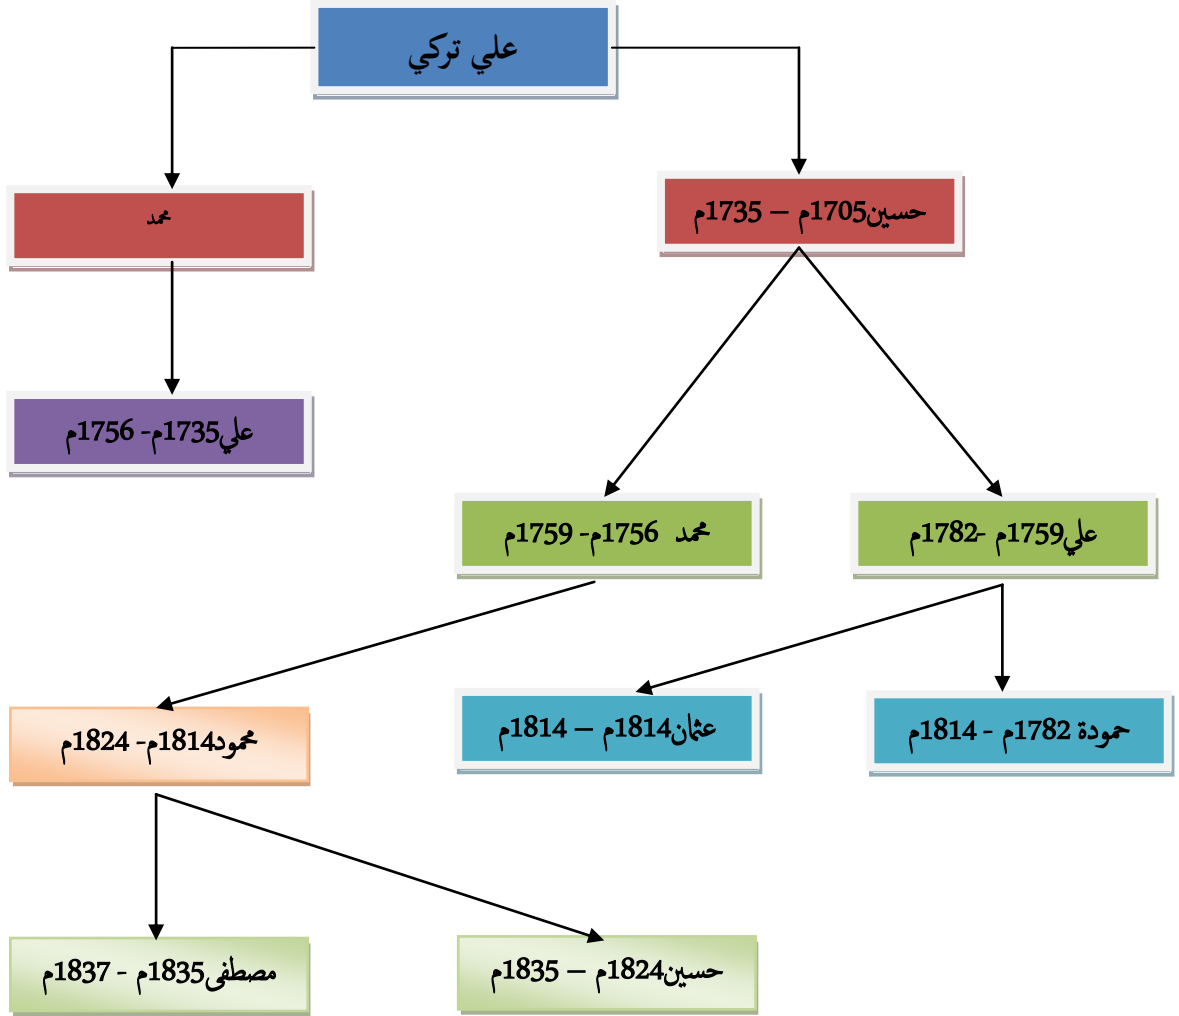 علي تركي
حسين1705م – 1735م
محمد
علي1735م- 1756م
علي1759م -1782م
محمد 1756م- 1759م
حمودة 1782م - 1814م
عثمان1814م – 1814م
محمود1814م- 1824م
حسين1824م – 1835م
مصطفى1835م - 1837م